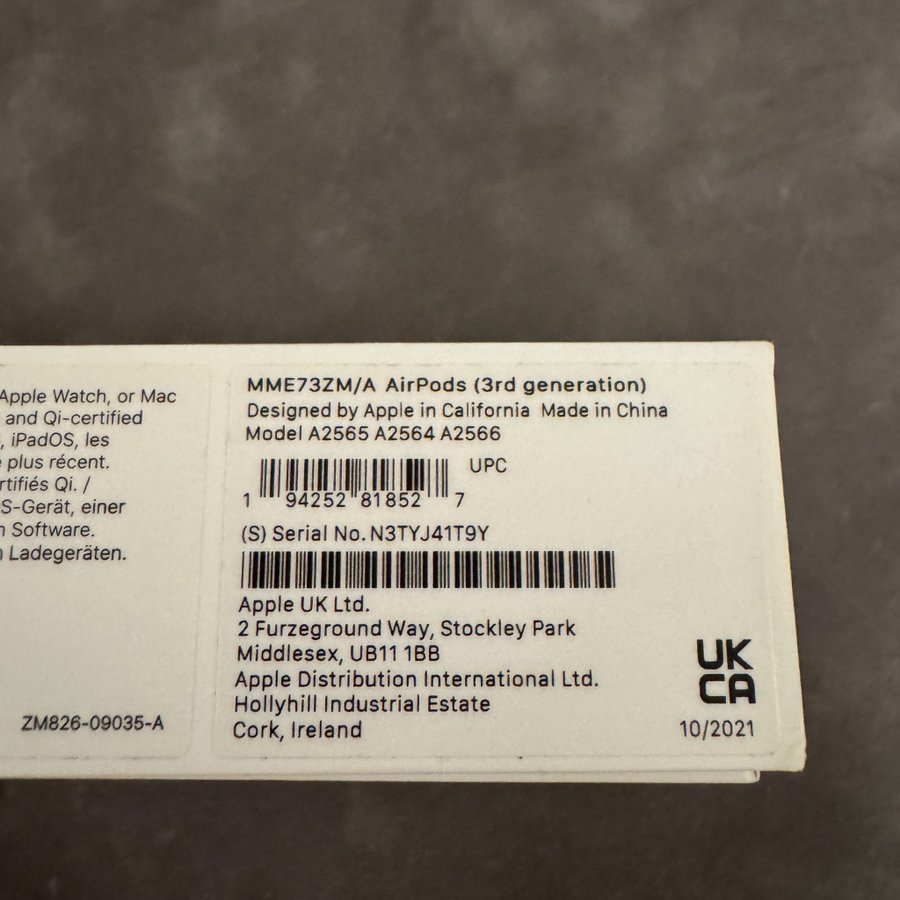 Apple Watch, or Mac
and Qi-certified
, iPadOS, les
plus récent.
rtifiés Qi. /
S-Gerät, einer
Software.
Ladegeräten.
ZM826-09035-A
MME73ZM/A AirPods (3rd generation)
Designed by Apple in California Made in China
Model A2565 A2564 A2566
UPC
1 94252 81852 7
(S) Serial No. N3TYJ41T9Y
Apple UK Ltd.
2 Furzeground Way, Stockley Park
Middlesex, UB11 1BB
Apple Distribution International Ltd.
Hollyhill Industrial Estate
Cork, Ireland
UK
CA
10/2021